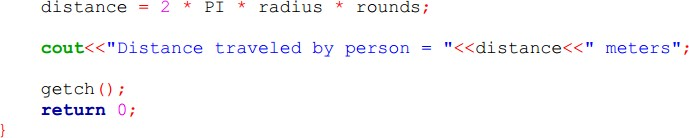 distance = 2 * PI * radius * rounds;
cout<<"Distance traveled by person = "<<distance<<" meters";
getch();
return 0;
}